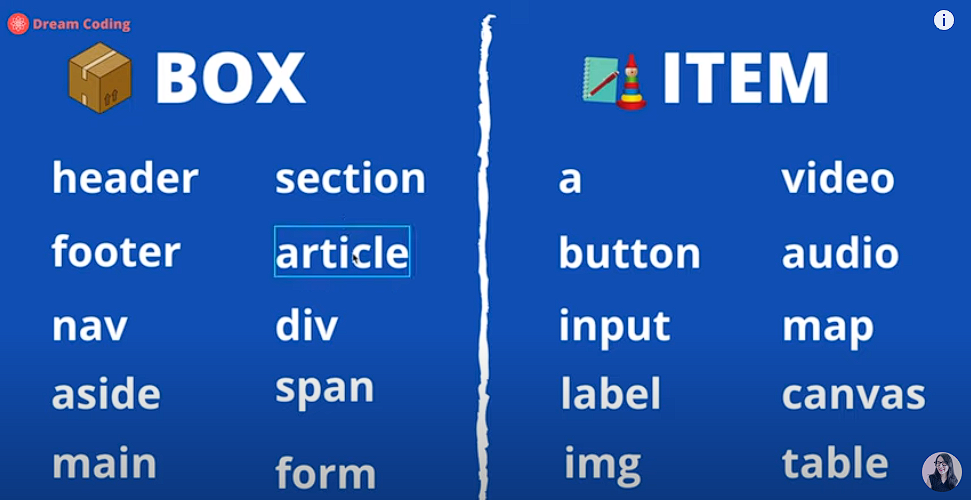 Dream Coding
BOX
header section
footer article
nav div
aside span
main form
ITEM
a video
button audio
input map
label canvas
img table
i